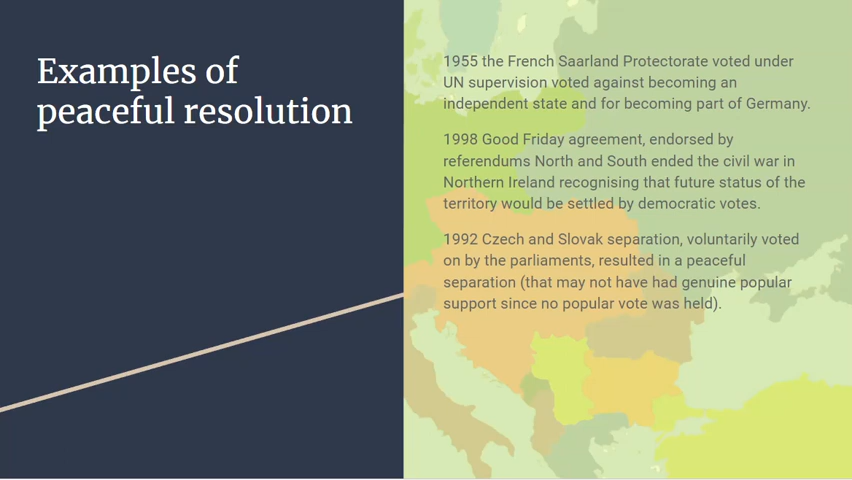 Examples of
peaceful resolution
1955 the French Saarland Protectorate voted under
UN supervision voted against becoming an
independent state and for becoming part of Germany.
1998 Good Friday agreement, endorsed by
referendums North and South ended the civil war in
Northern Ireland recognising that future status of the
territory would be settled by democratic votes.
1992 Czech and Slovak separation, voluntarily voted
on by the parliaments, resulted in a peaceful
separation (that may not have had genuine popular
support since no popular vote was held).